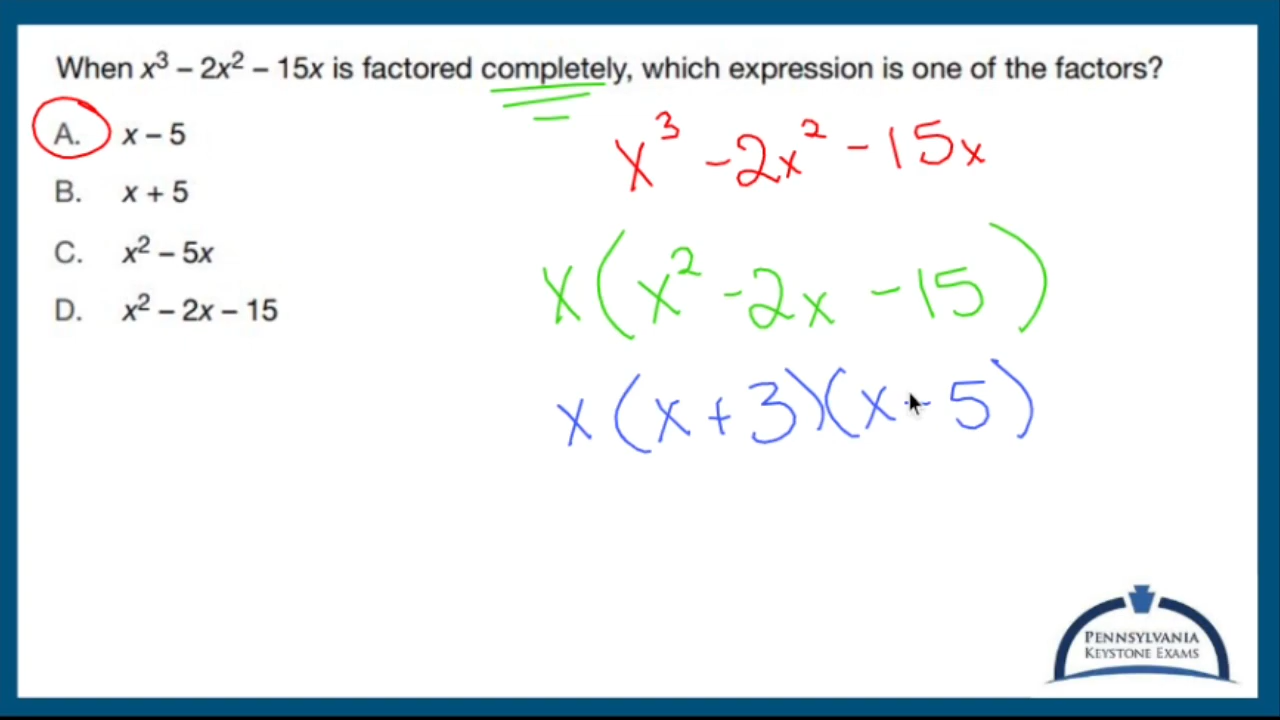 When x³ – 2x² – 15x is factored completely, which expression is one of the factors?
A. x – 5
B. x + 5
C. x² – 5x
D. x² – 2x – 15
x³ - 2x² - 15x
x(x² - 2x - 15)
x(x + 3)(x - 5)
PENNSYLVANIA
KEYSTONE EXAMS